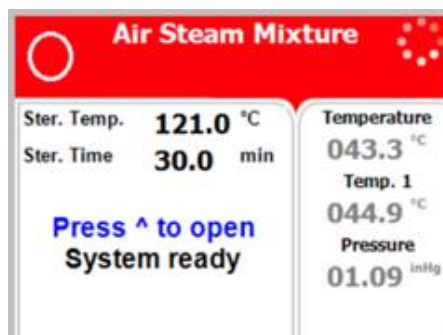 Air Steam Mixture
Ster. Temp. 121.0 °C
Ster. Time 30.0 min
Press ^ to open
System ready
Temperature
043.3 °C
Temp. 1
044.9 °C
Pressure
01.09 inHg